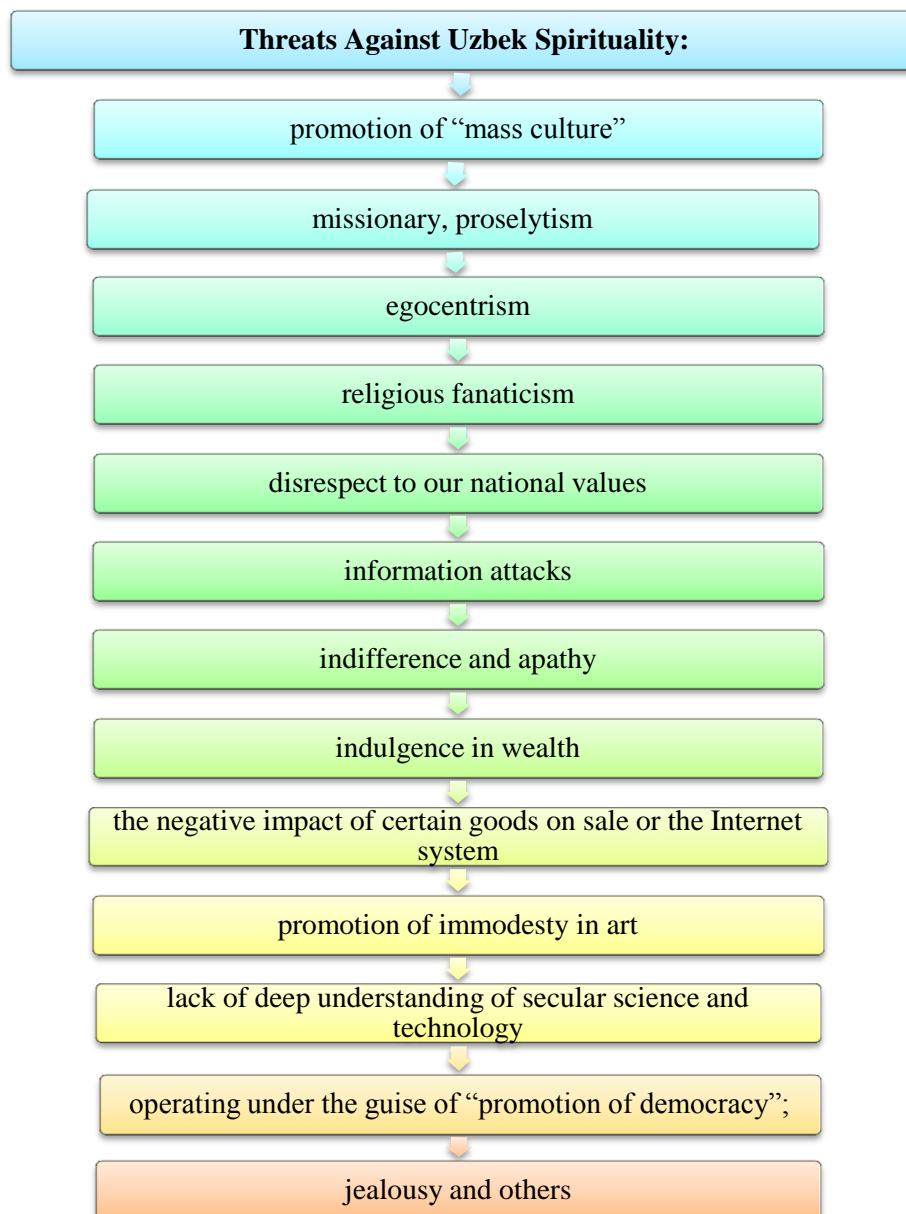 Threats Against Uzbek Spirituality:
promotion of “mass culture”
missionary, proselytism
egocentrism
religious fanaticism
disrespect to our national values
information attacks
indifference and apathy
indulgence in wealth
the negative impact of certain goods on sale or the Internet
system
promotion of immodesty in art
lack of deep understanding of secular science and
technology
operating under the guise of “promotion of democracy”;
jealousy and others